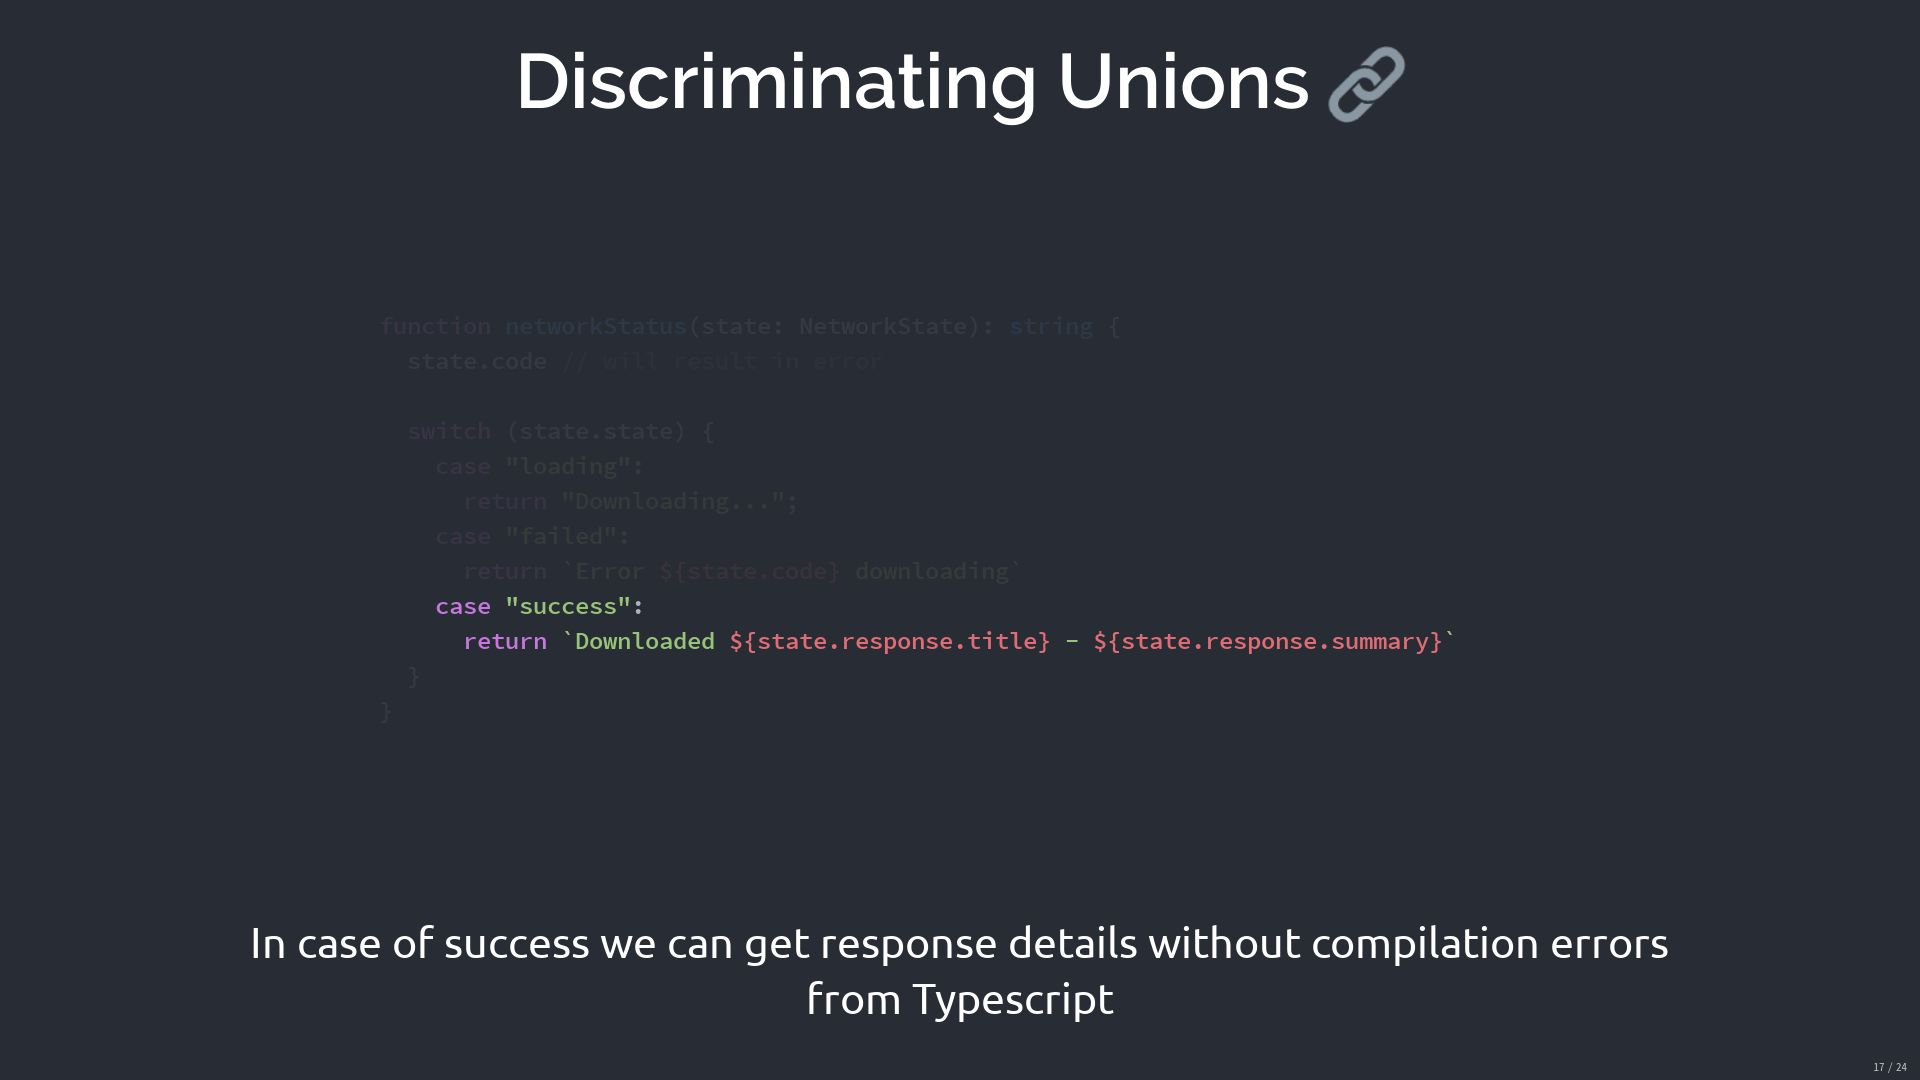 Discriminating Unions 🔗
function networkStatus(state: NetworkState): string {
  state.code // will result in error
  switch (state.state) {
    case "loading":
      return "Downloading...";
    case "failed":
      return `Error ${state.code} downloading`
    case "success":
      return `Downloaded ${state.response.title} - ${state.response.summary}`
  }
}
In case of success we can get response details without compilation errors
from Typescript
17 / 24